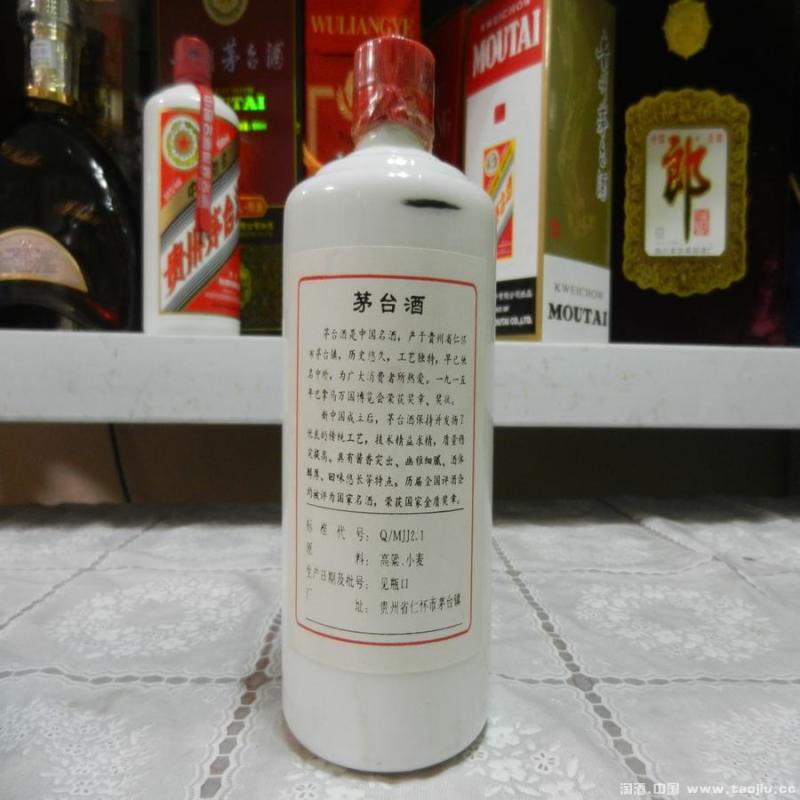 茅台酒
WULIANGYE
OUTAI
KWEICHOW
MOUTAI
贵州茅台
郎
KWEICHOW
MOUTAI
OUTAI CO.,LTD.
茅台酒
茅台酒是中国名酒，产于贵州省仁怀
市茅台镇，历史悠久，工艺独特，早已驰
名中外，为广大消费者所热爱。一九一五
年巴拿马万国博览会荣获奖章、奖状。
新中国成立后，茅台酒保持并发扬了
优良的传统工艺，技术精益求精，质量稳
定提高、具有酱香突出、幽雅细腻、酒体
醇厚、回味悠长等特点。历届全国评酒会
均被评为国家名酒，荣获国家金质奖章。
标准代号：Q/MJJ2.1
原料：高粱、小麦
生产日期及批号：见瓶口
厂址：贵州省仁怀市茅台镇
淘酒.中国 www.taojiu.cc